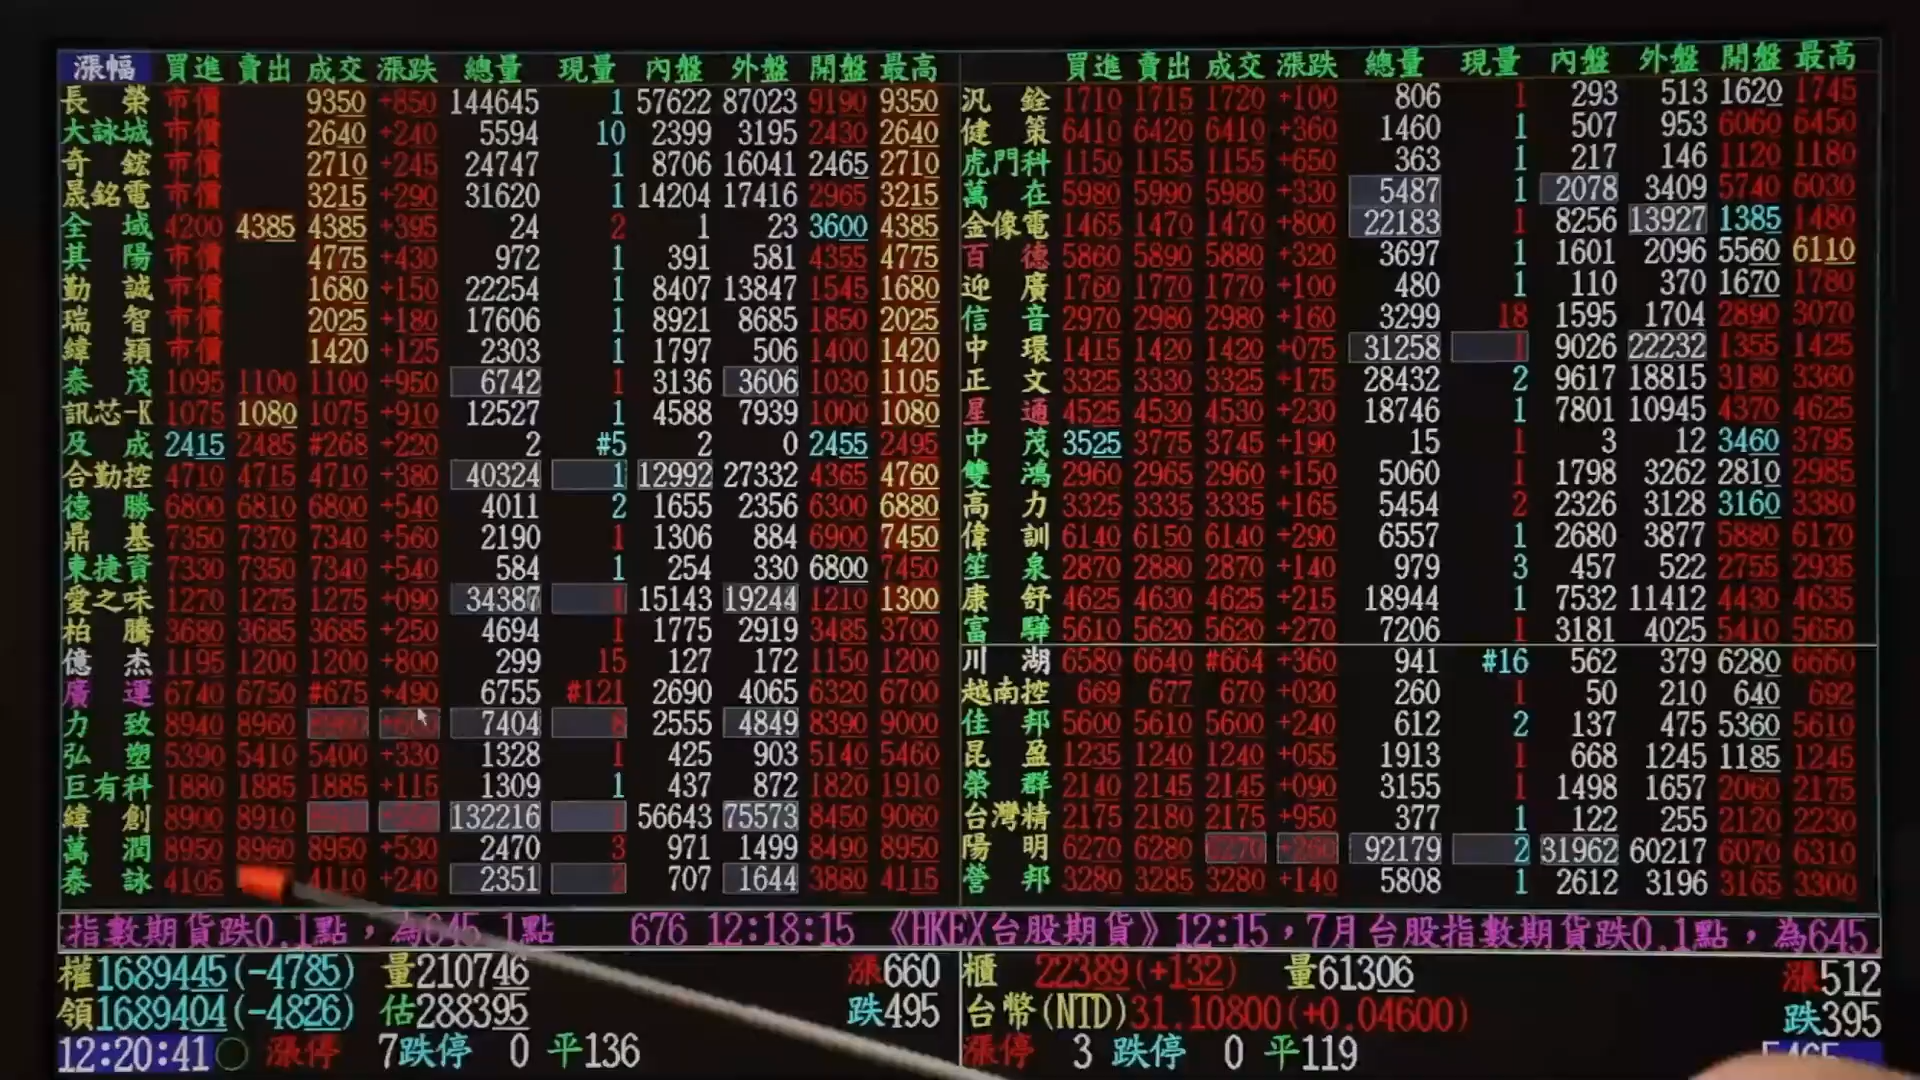 漲幅 買進 賣出 成交 漲跌 總量 現量 內盤 外盤 開盤 最高
長榮 市價 9350 +850 144645 1 57622 87023 9190 9350
大詠城 市價 2640 +240 5594 10 2399 3195 2430 2640
奇鋐 市價 2710 +245 24747 1 8706 16041 2465 2710
晟銘電 市價 3215 +290 31620 1 14204 17416 2965 3215
全域 4200 4385 4385 +395 24 2 1 23 3600 4385
其陽 市價 4775 +430 972 1 391 581 4355 4775
勤誠 市價 1680 +150 22254 1 8407 13847 1545 1680
瑞智 市價 2025 +180 17606 1 8921 8685 1850 2025
緯穎 市價 1420 +125 2303 1 1797 506 1400 1420
泰茂 1095 1100 1100 +950 6742 1 3136 3606 1030 1105
訊芯-K 1075 1080 1075 +910 12527 1 4588 7939 1000 1080
及成 2415 2485 #268 +220 2 #5 2 0 2455 2495
合勤控 4710 4715 4710 +380 40324 1 12992 27332 4365 4760
德勝 6800 6810 6800 +540 4011 2 1655 2356 6300 6880
鼎基 7350 7370 7340 +560 2190 1 1306 884 6900 7450
東捷資 7330 7350 7340 +540 584 1 254 330 6800 7450
愛之味 1270 1275 1275 +090 34387 15143 19244 1210 1300
柏騰 3680 3685 3685 +250 4694 1 1775 2919 3485 3700
億杰 1195 1200 1200 +800 299 15 127 172 1150 1200
廣運 6740 6750 #675 +490 6755 #121 2690 4065 6320 6700
力致 8940 8960 7404 2555 4849 8390 9000
弘塑 5390 5410 5400 +330 1328 1 425 903 5140 5460
巨有科 1880 1885 1885 +115 1309 1 437 872 1820 1910
緯創 8900 8910 132216 56643 75573 8450 9060
萬潤 8950 8960 8950 +530 2470 3 971 1499 8490 8950
泰詠 4105 4110 +240 2351 2 707 1644 3880 4115
買進 賣出 成交 漲跌 總量 現量 內盤 外盤 開盤 最高
汎銓 1710 1715 1720 +100 806 1 293 513 1620 1745
健策 6410 6420 6410 +360 1460 1 507 953 6060 6450
虎門科 1150 1155 1155 +650 363 1 217 146 1120 1180
萬在 5980 5990 5980 +330 5487 1 2078 3409 5740 6030
金像電 1465 1470 1470 +800 22183 1 8256 13927 1385 1480
百德 5860 5890 5880 +320 3697 1 1601 2096 5560 6110
迎廣 1760 1770 1770 +100 480 1 110 370 1670 1780
信音 2970 2980 2980 +160 3299 18 1595 1704 2890 3070
中環 1415 1420 1420 +075 31258 1 9026 22232 1355 1425
正文 3325 3330 3325 +175 28432 2 9617 18815 3180 3360
星通 4525 4530 4530 +230 18746 1 7801 10945 4370 4625
中茂 3525 3775 3745 +190 15 1 3 12 3460 3795
雙鴻 2960 2965 2960 +150 5060 1 1798 3262 2810 2985
高力 3325 3335 3335 +165 5454 2 2326 3128 3160 3380
偉訓 6140 6150 6140 +290 6557 1 2680 3877 5880 6170
笙泉 2870 2880 2870 +140 979 3 457 522 2755 2935
康舒 4625 4630 4625 +215 18944 1 7532 11412 4430 4635
富驊 5610 5620 5620 +270 7206 1 3181 4025 5410 5650
川湖 6580 6640 #664 +360 941 #16 562 379 6280 6660
越南控 669 677 670 +030 260 1 50 210 640 692
佳邦 5600 5610 5600 +240 612 2 137 475 5360 5610
昆盈 1235 1240 1240 +055 1913 1 668 1245 1185 1245
榮群 2140 2145 2145 +090 3155 1 1498 1657 2060 2175
台灣精 2175 2180 2175 +950 377 1 122 255 2120 2230
陽明 6270 6280 6270 +260 92179 2 31962 60217 6070 6310
營邦 3280 3285 3280 +140 5808 1 2612 3196 3165 3300
指數期貨跌0.1點，為645.1點 676 12:18:15 《HKEX台股期貨》12:15，7月台股指數期貨跌0.1點，為645.
權1689445(-4785) 量210746 漲660
領1689404(-4826) 估288395 跌495
12:20:41 漲停 7跌停 0 平136
櫃 22389(+132) 量61306 漲512
台幣(NTD)31.10800(+0.04600) 跌395
漲停 3 跌停 0 平119